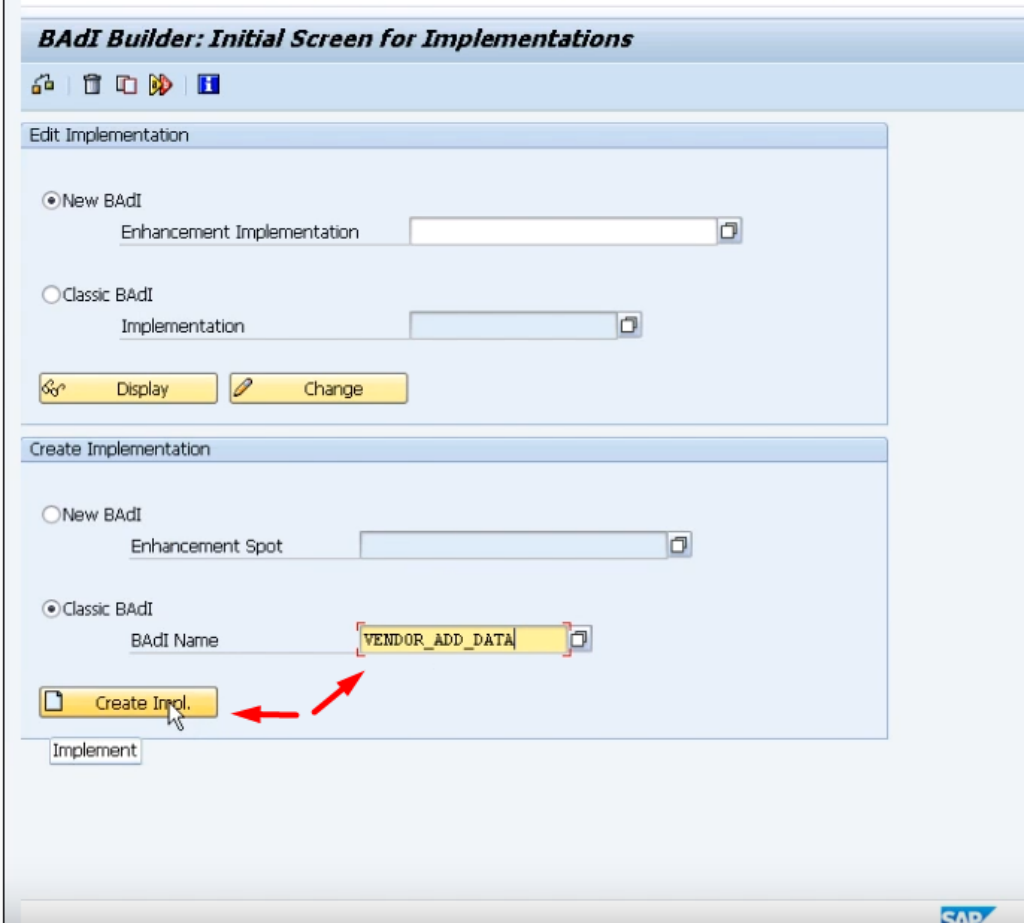 BAdI Builder: Initial Screen for Implementations
Edit Implementation
New BAdI
Enhancement Implementation
Classic BAdI
Implementation
Display
Change
Create Implementation
New BAdI
Enhancement Spot
Classic BAdI
BAdI Name
VENDOR_ADD_DATA
Create Impl.
Implement
SAP